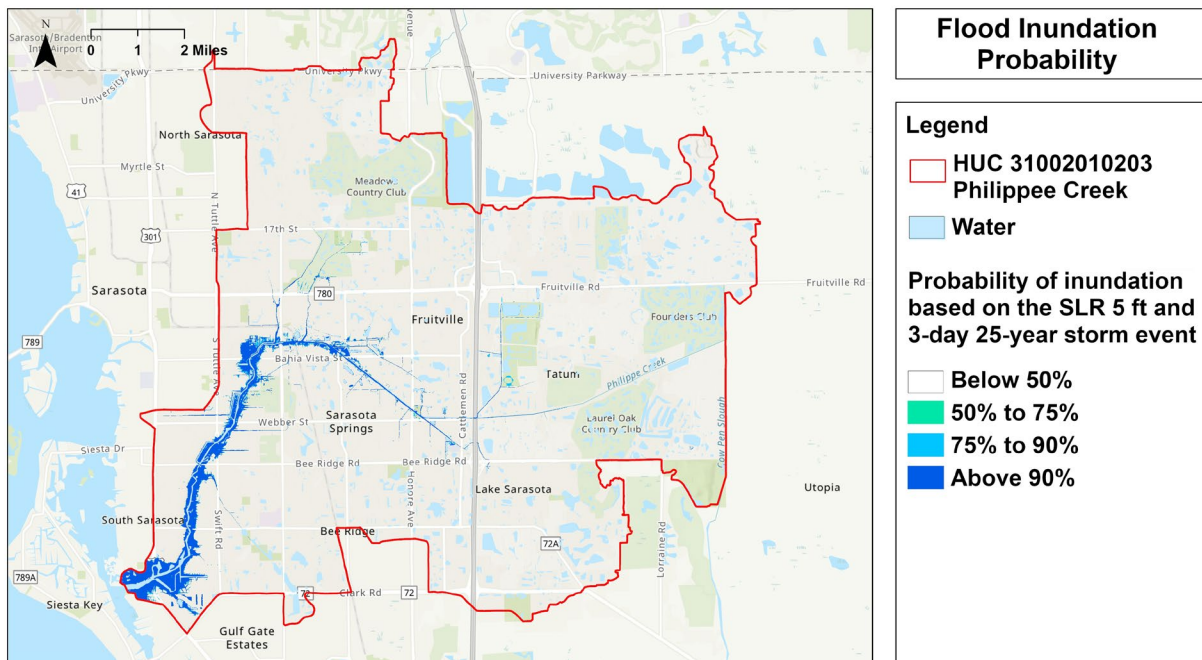 N
Sarasota/Bradenton
Int'l Airport
0 1 2 Miles
University Pkwy
University Pkwy
University Parkway
North Sarasota
Myrtle St
41
301
N Tuttle Ave
Meadows
Country Club
17th St
Sarasota
780
Fruitville Rd
Fruitville Rd
Fruitville
Founders Club
789
S Tuttle Ave
Bahia Vista St
Cattlemen Rd
Tatum
Philippe Creek
Sarasota
Springs
Webber St
Laurel Oak
Country Club
Cow Pen Slough
Siesta Dr
Bee Ridge Rd
Bee Ridge Rd
Honore Ave
Lake Sarasota
Utopia
South Sarasota
Swift Rd
Bee Ridge
72A
Lorraine Rd
789A
Siesta Key
72
Clark Rd
72
Gulf Gate
Estates
Flood Inundation
Probability
Legend
HUC 31002010203
Philippee Creek
Water
Probability of inundation
based on the SLR 5 ft and
3-day 25-year storm event
Below 50%
50% to 75%
75% to 90%
Above 90%